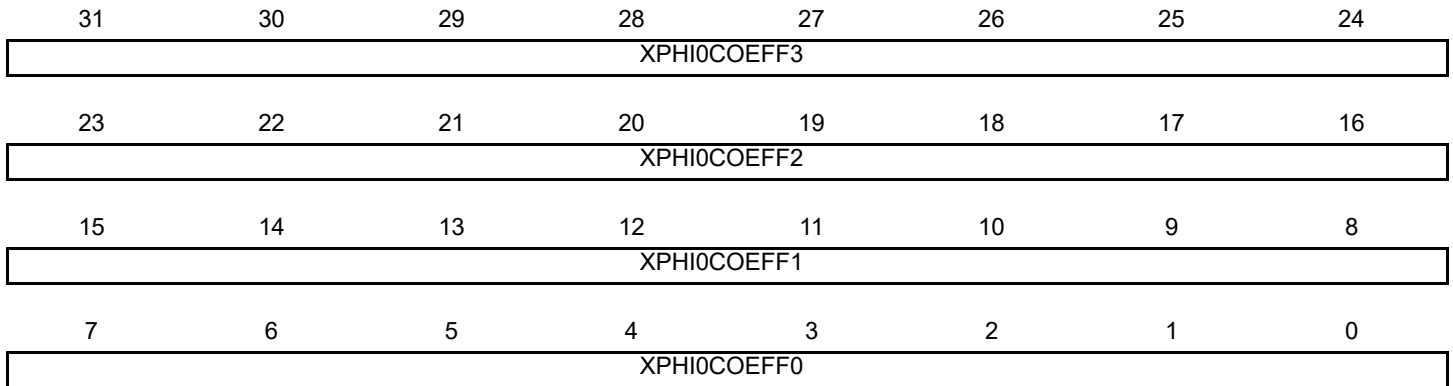 31 30 29 28 27 26 25 24
XPHI0COEFF3
23 22 21 20 19 18 17 16
XPHI0COEFF2
15 14 13 12 11 10 9 8
XPHI0COEFF1
7 6 5 4 3 2 1 0
XPHI0COEFF0